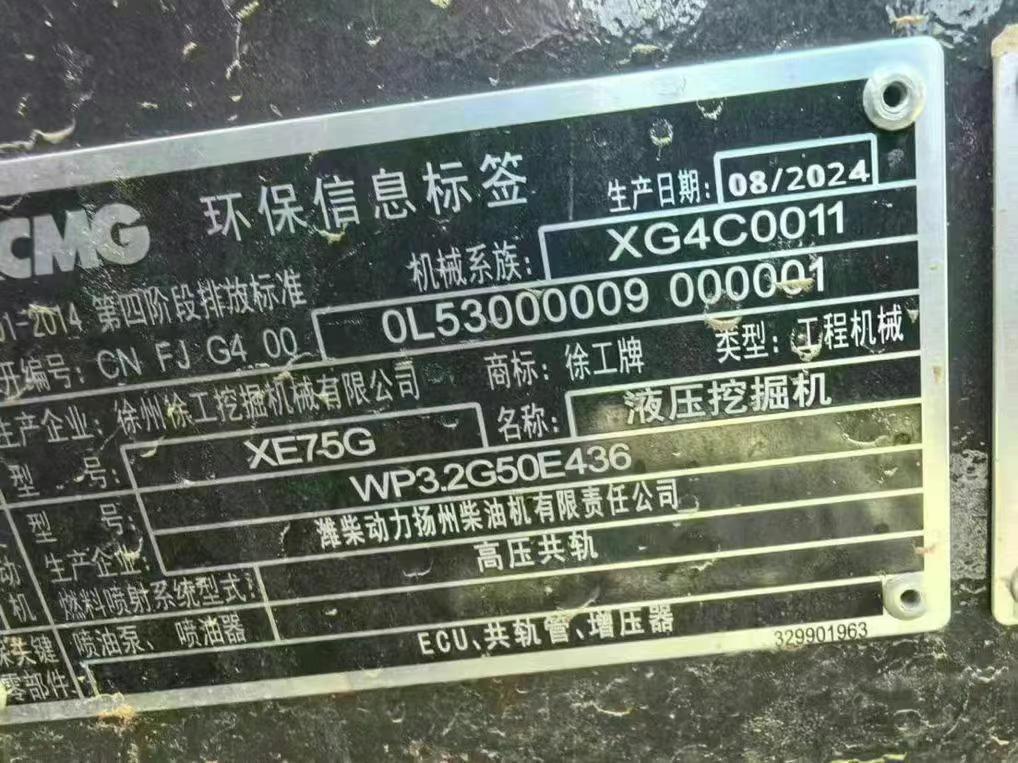 CMG 环保信息标签 生产日期: 08/2024
机械系族: XG4C0011
-2014 第四阶段排放标准
开编号: CN FJ G4 00 0L53000009 000001
生产企业: 徐州徐工挖掘机械有限公司 商标: 徐工牌 类型: 工程机械
型 号: XE75G 名称: 液压挖掘机
型 号: WP3.2G50E436
生产企业: 潍柴动力扬州柴油机有限责任公司
动
机
燃料喷射系统型式: 高压共轨
关键
零部件
喷油泵、喷油器
ECU、共轨管、增压器
329901963